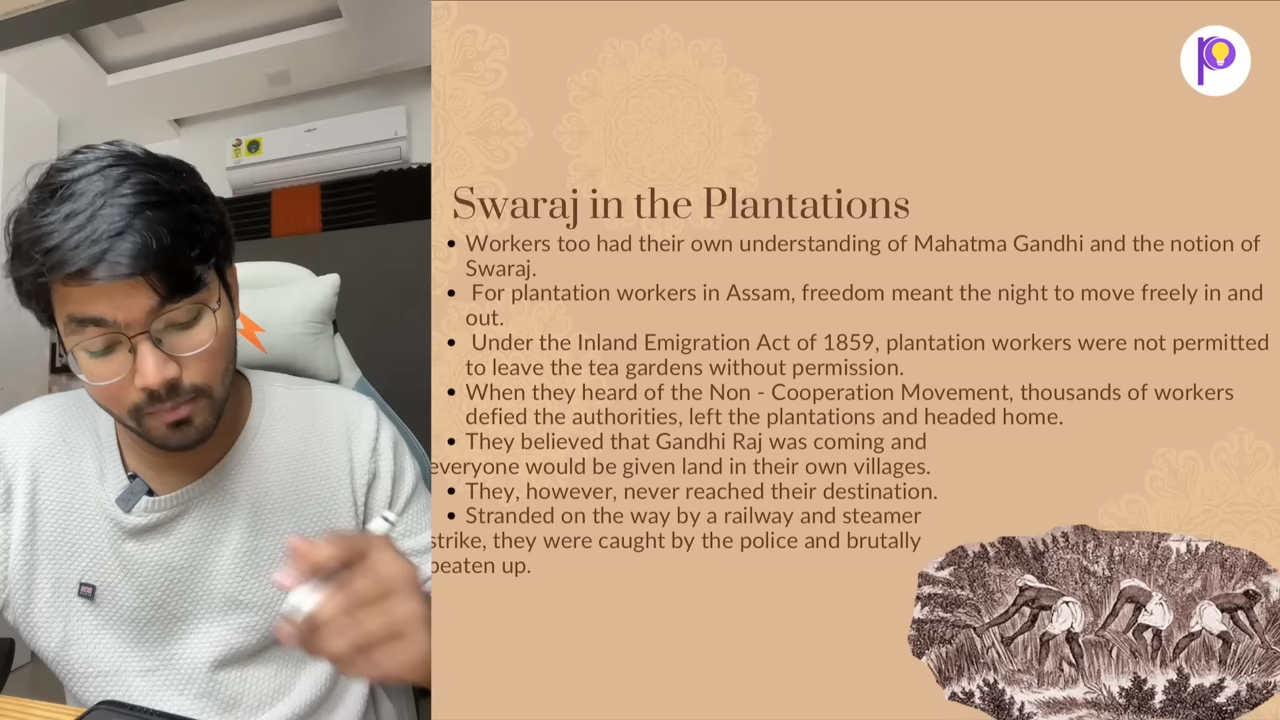 Swaraj in the Plantations
• Workers too had their own understanding of Mahatma Gandhi and the notion of
Swaraj.
• For plantation workers in Assam, freedom meant the night to move freely in and
out.
• Under the Inland Emigration Act of 1859, plantation workers were not permitted
to leave the tea gardens without permission.
• When they heard of the Non - Cooperation Movement, thousands of workers
defied the authorities, left the plantations and headed home.
• They believed that Gandhi Raj was coming and
everyone would be given land in their own villages.
• They, however, never reached their destination.
• Stranded on the way by a railway and steamer
strike, they were caught by the police and brutally
beaten up.